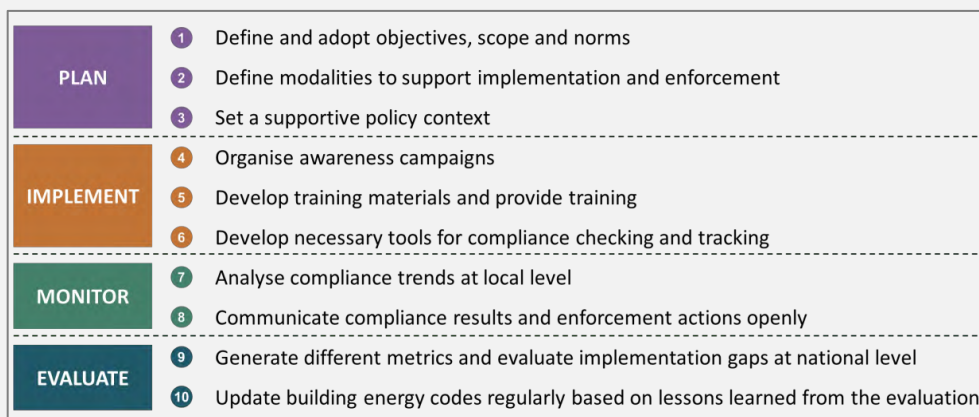 PLAN
1 Define and adopt objectives, scope and norms
2 Define modalities to support implementation and enforcement
3 Set a supportive policy context
IMPLEMENT
4 Organise awareness campaigns
5 Develop training materials and provide training
6 Develop necessary tools for compliance checking and tracking
MONITOR
7 Analyse compliance trends at local level
8 Communicate compliance results and enforcement actions openly
EVALUATE
9 Generate different metrics and evaluate implementation gaps at national level
10 Update building energy codes regularly based on lessons learned from the evaluation